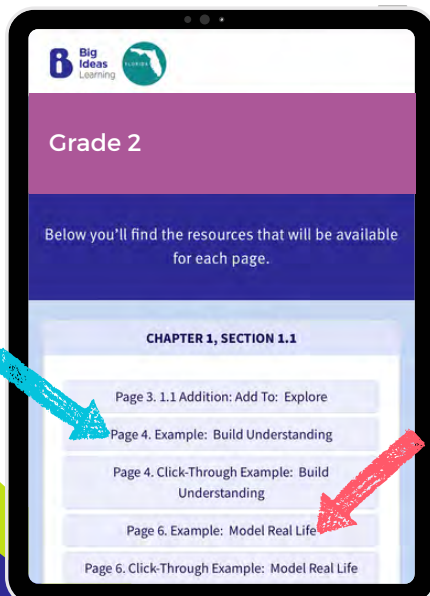 Big
Ideas
Learning
FLORIDA
Grade 2
Below you'll find the resources that will be available
for each page.
CHAPTER 1, SECTION 1.1
Page 3. 1.1 Addition: Add To: Explore
Page 4. Example: Build Understanding
Page 4. Click-Through Example: Build
Understanding
Page 6. Example: Model Real Life
Page 6. Click-Through Example: Model Real Life